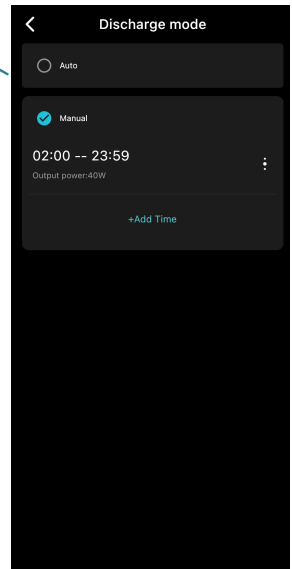 Discharge mode
Auto
Manual
02:00 -- 23:59
Output power:40W
+Add Time